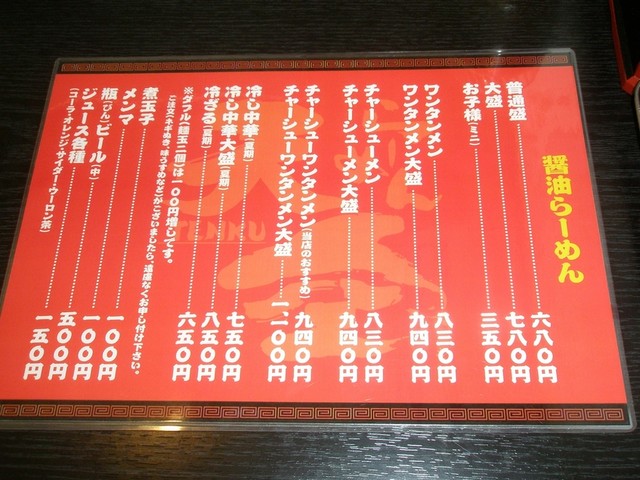 醤油らーめん
普通盛 六八〇円
大盛 七八〇円
お子様(ミニ) 三五〇円
ワンタンメン 八三〇円
ワンタンメン大盛 九四〇円
チャーシューメン 八三〇円
チャーシューメン大盛 九四〇円
チャーシューワンタンメン(当店のおすすめ) 九四〇円
チャーシューワンタンメン大盛 一、一〇〇円
冷し中華(夏期) 七五〇円
冷し中華大盛(夏期) 八五〇円
冷ざる(夏期) 六五〇円
※ダブル(麺玉二個)は一〇〇円増しです。
ご注文(ネギぬき、味うすめなど)がございましたら、遠慮なくお申し付け下さい。
煮玉子 一〇〇円
メンマ 一〇〇円
瓶(びん)ビール(中) 五〇〇円
ジュース各種 一五〇円
(コーラ・オレンジ・サイダー・ウーロン茶)
TENKU